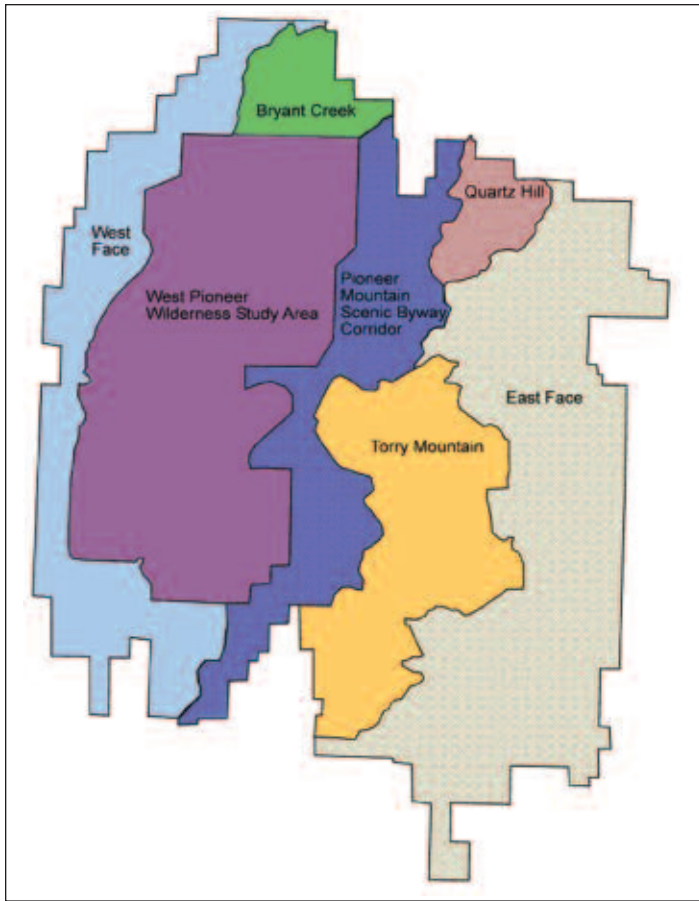 Bryant Creek
Quartz Hill
West
Face
West Pioneer
Wilderness Study Area
Pioneer
Mountain
Scenic Byway
Corridor
East Face
Torry Mountain